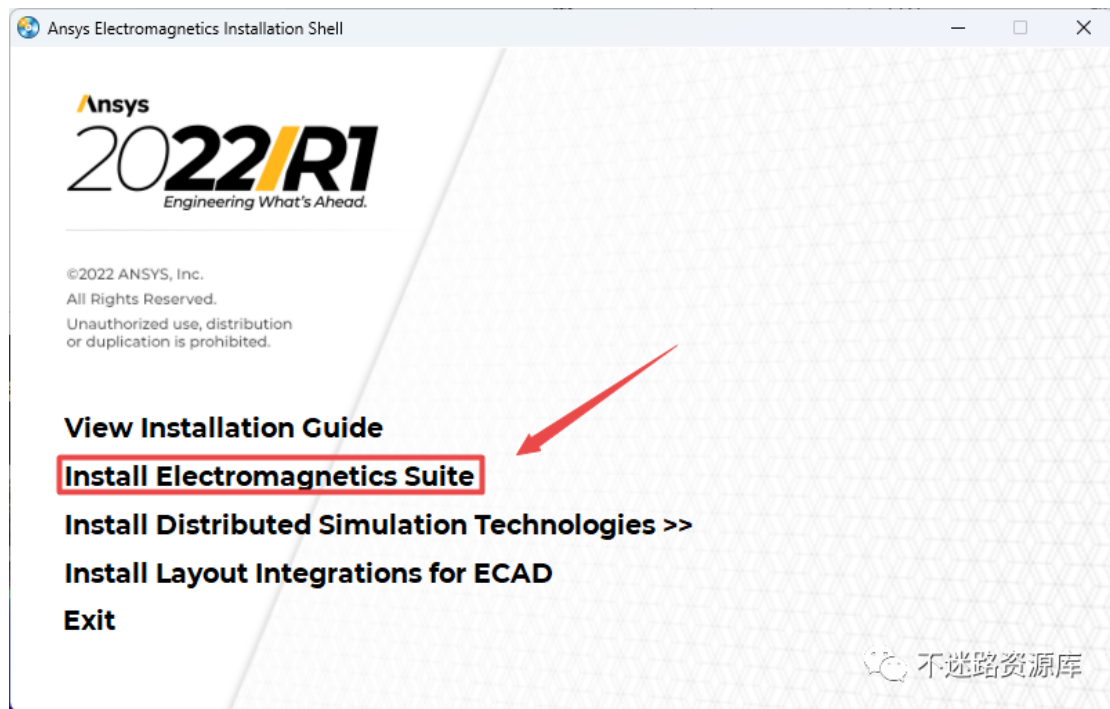 Ansys Electromagnetics Installation Shell
Ansys
2022/R1
Engineering What's Ahead.
©2022 ANSYS, Inc.
All Rights Reserved.
Unauthorized use, distribution
or duplication is prohibited.
View Installation Guide
Install Electromagnetics Suite
Install Distributed Simulation Technologies >>
Install Layout Integrations for ECAD
Exit
不迷路资源库